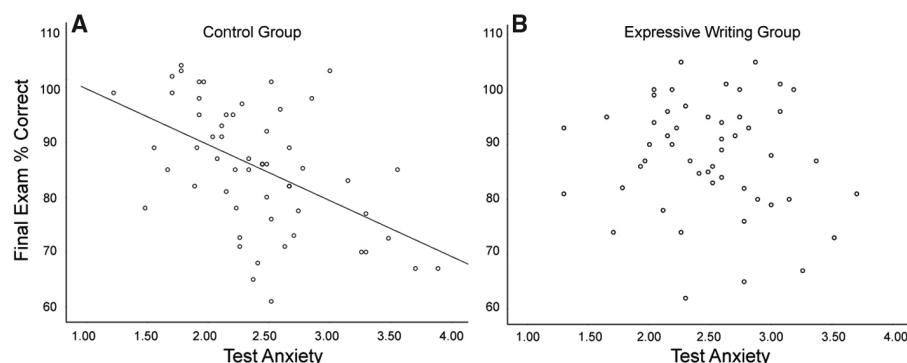 A
Control Group
110
100
90
80
70
60
Final Exam % Correct
1.00 1.50 2.00 2.50 3.00 3.50 4.00
Test Anxiety
B
Expressive Writing Group
110
100
90
80
70
60
1.00 1.50 2.00 2.50 3.00 3.50 4.00
Test Anxiety